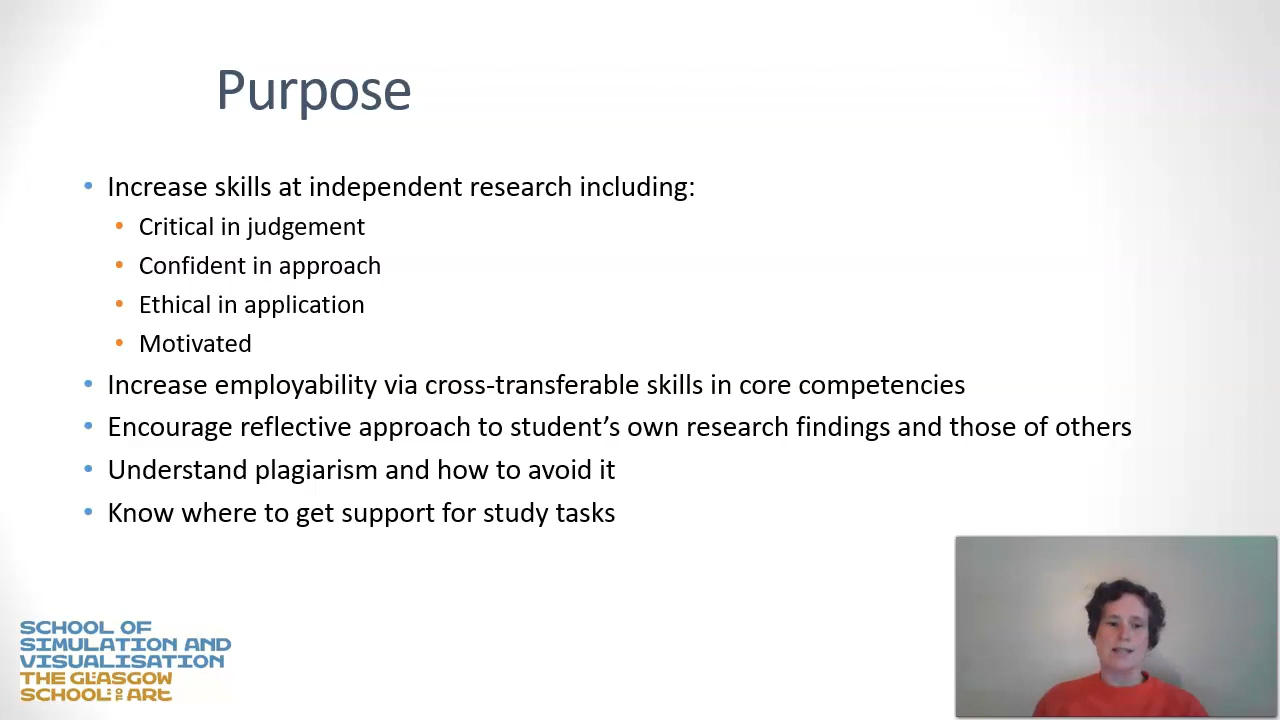 Purpose
• Increase skills at independent research including:
• Critical in judgement
• Confident in approach
• Ethical in application
• Motivated
• Increase employability via cross-transferable skills in core competencies
• Encourage reflective approach to student’s own research findings and those of others
• Understand plagiarism and how to avoid it
• Know where to get support for study tasks
SCHOOL OF
SIMULATION AND
VISUALISATION
THE GLASGOW
SCHOOL OF ART